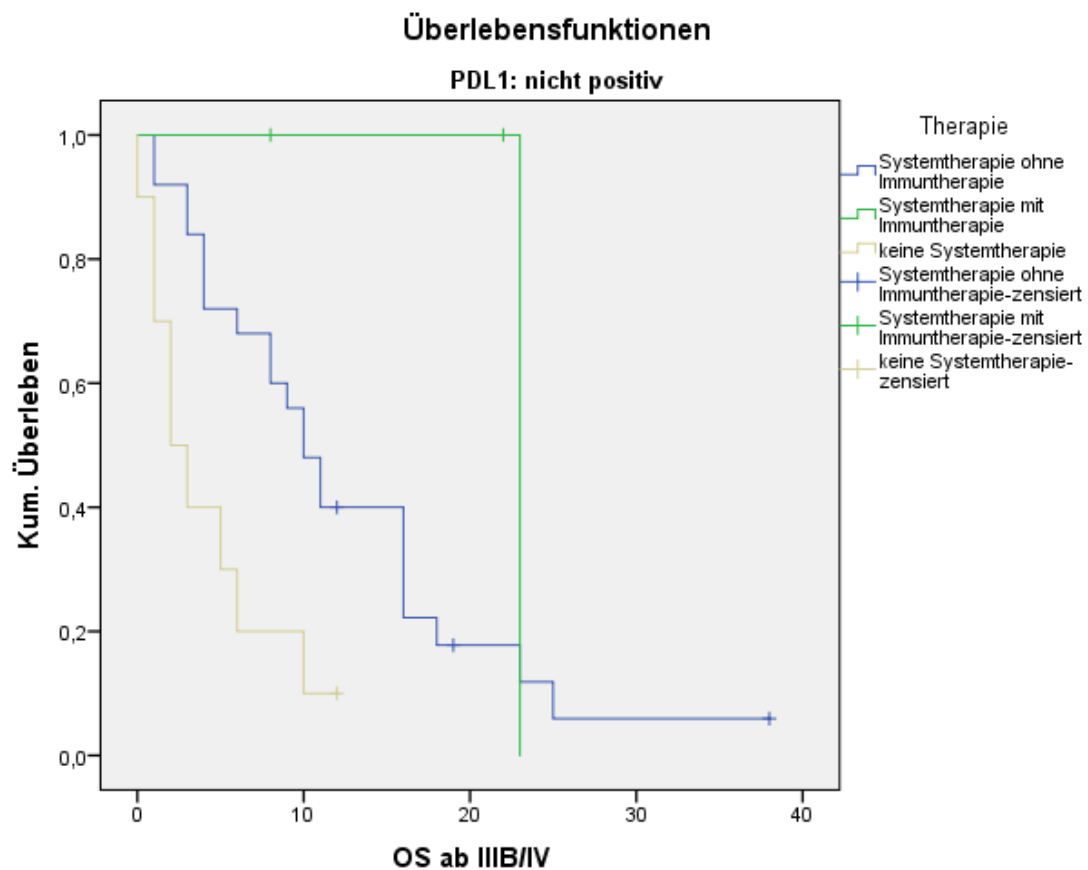 Überlebensfunktionen
PDL1: nicht positiv
Kum. Überleben
1,0
0,8
0,6
0,4
0,2
0,0
0
10
20
30
40
OS ab IIIB/IV
Therapie
Systemtherapie ohne
Immuntherapie
Systemtherapie mit
Immuntherapie
keine Systemtherapie
Systemtherapie ohne
Immuntherapie-zensiert
Systemtherapie mit
Immuntherapie-zensiert
keine Systemtherapie-
zensiert